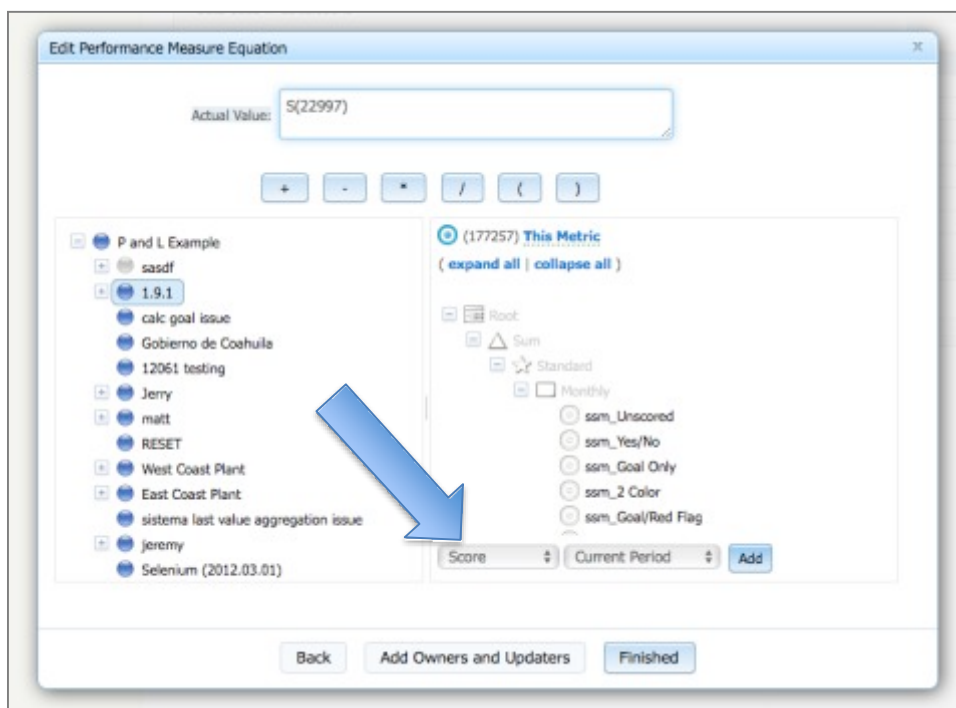 Edit Performance Measure Equation
x
Actual Value:
S(22997)
+ - * / ( )
P and L Example
sasdf
1.9.1
calc goal issue
Gobierno de Coahuila
12061 testing
Jerry
matt
RESET
West Coast Plant
East Coast Plant
sistema last value aggregation issue
jeremy
Selenium (2012.03.01)
(177257) This Metric
( expand all | collapse all )
Root
Sum
Standard
Monthly
ssm_Unscored
ssm_Yes/No
ssm_Goal Only
ssm_2 Color
ssm_Goal/Red Flag
Score Current Period Add
Back Add Owners and Updaters Finished